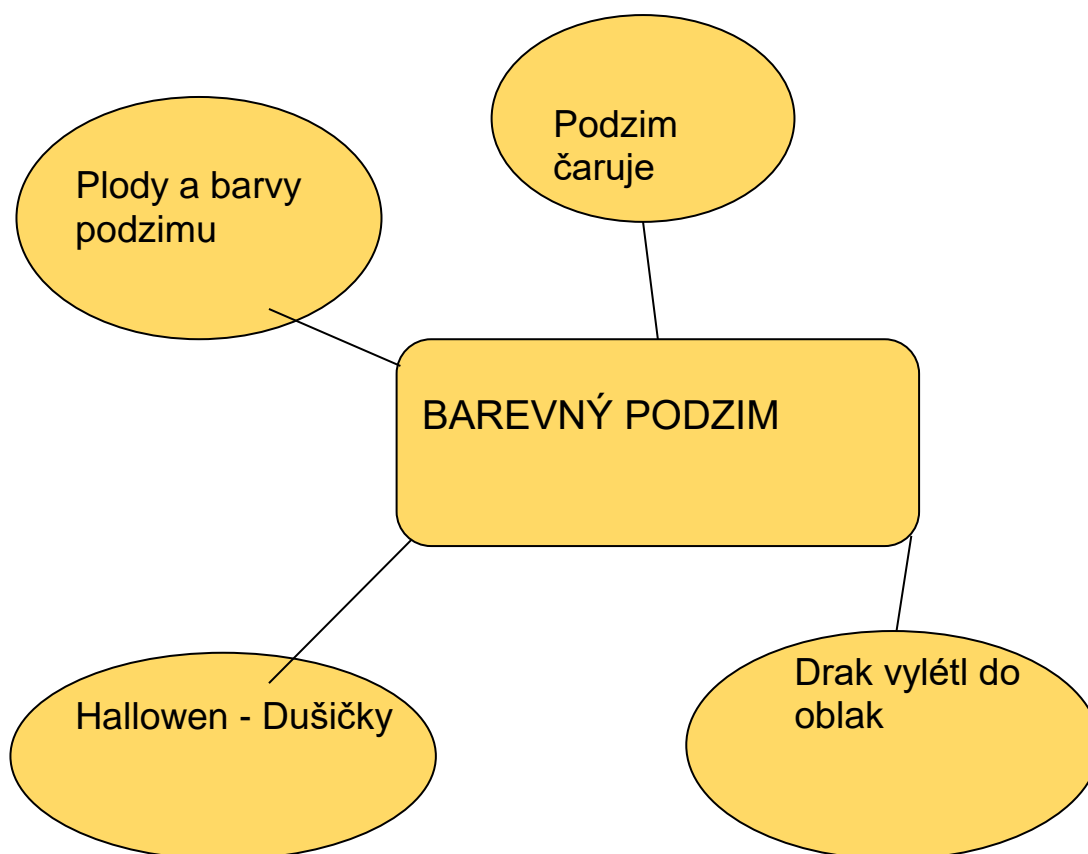 Podzim
čaruje
Plody a barvy
podzimu
BAREVNÝ PODZIM
Hallowen - Dušičky
Drak vylétl do
oblak